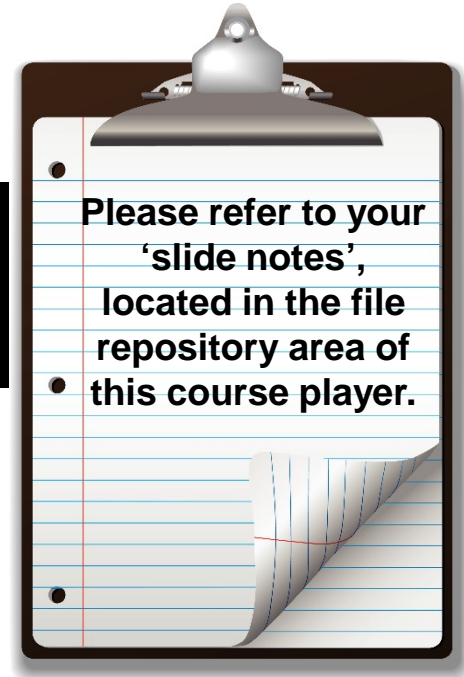 Please refer to your
‘slide notes’,
located in the file
repository area of
this course player.